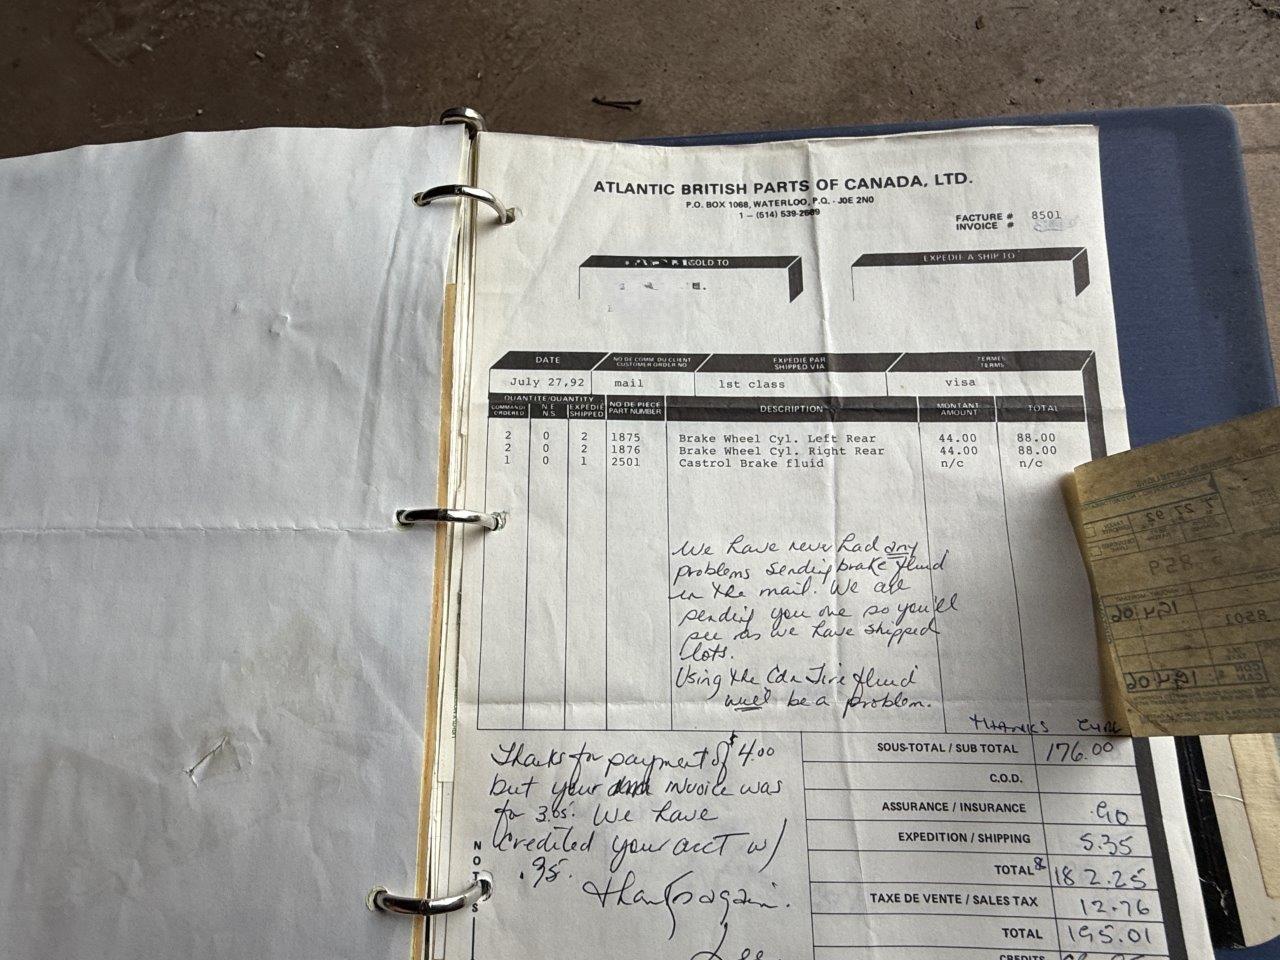 ATLANTIC BRITISH PARTS OF CANADA, LTD.
P.O. BOX 1068, WATERLOO, P.Q. - J0E 2N0
1 – (514) 539-2609
FACTURE # 8501
INVOICE #
SOLD TO
EXPEDIE A SHIP TO
DATE
NO DE COMM DU CLIENT
CUSTOMER ORDER NO
EXPEDIE PAR
SHIPPED VIA
TERMES
TERMS
July 27,92 mail 1st class visa
QUANTITE/QUANTITY
COMMANDE
ORDERED
N.E.
N.S.
EXPEDIE
SHIPPED
NO DE PIECE
PART NUMBER
DESCRIPTION
MONTANT
AMOUNT
TOTAL
2 0 2 1875 Brake Wheel Cyl. Left Rear 44.00 88.00
2 0 2 1876 Brake Wheel Cyl. Right Rear 44.00 88.00
1 0 1 2501 Castrol Brake fluid n/c n/c
We have never had any
problems sending brake fluid
in the mail. We are
sending you one so you'll
see as we have shipped
lots.
Using the Cdn Tire fluid
will be a problem.
THANKS
Thanks for payment of $4.00
but your invoice was
for 3.05. We have
credited your acct w/
.95.
thanks again.
SOUS-TOTAL / SUB TOTAL 176.00
C.O.D.
ASSURANCE / INSURANCE .90
EXPEDITION / SHIPPING 5.35
TOTAL 182.25
TAXE DE VENTE / SALES TAX 12.76
TOTAL 195.01
CREDITS